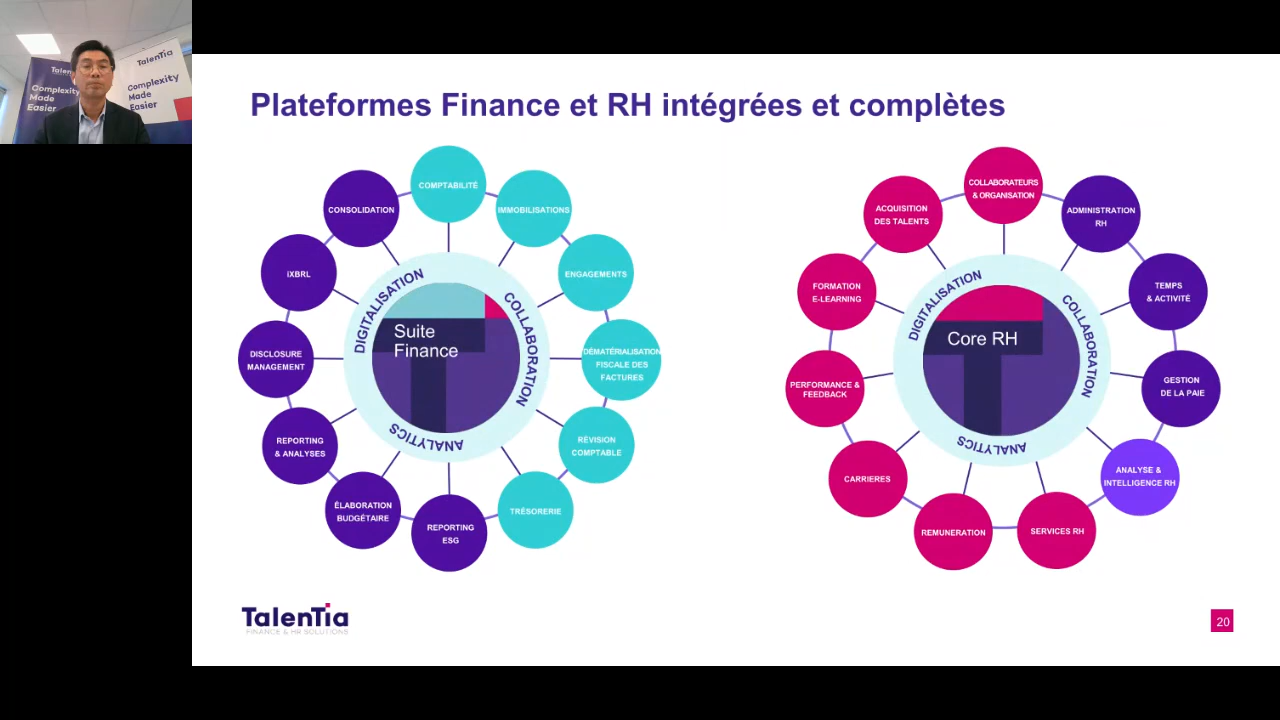 Talentia
Complexity
Made
Easier
TalenTia
Complexity
Made
Easier
Plateformes Finance et RH intégrées et complètes
COMPTABILITÉ
IMMOBILISATIONS
ENGAGEMENTS
DÉMATÉRIALISATION
FISCALE DES
FACTURES
RÉVISION
COMPTABLE
TRÉSORERIE
REPORTING
ESG
ÉLABORATION
BUDGÉTAIRE
REPORTING
& ANALYSES
DISCLOSURE
MANAGEMENT
iXBRL
CONSOLIDATION
DIGITALISATION
COLLABORATION
ANALYTICS
Suite
Finance
COLLABORATEURS
& ORGANISATION
ADMINISTRATION
RH
TEMPS
& ACTIVITÉ
GESTION
DE LA PAIE
ANALYSE &
INTELLIGENCE RH
SERVICES RH
REMUNERATION
CARRIERES
PERFORMANCE &
FEEDBACK
FORMATION
E-LEARNING
ACQUISITION
DES TALENTS
DIGITALISATION
COLLABORATION
ANALYTICS
Core RH
TalenTia
FINANCE & HR SOLUTIONS
20